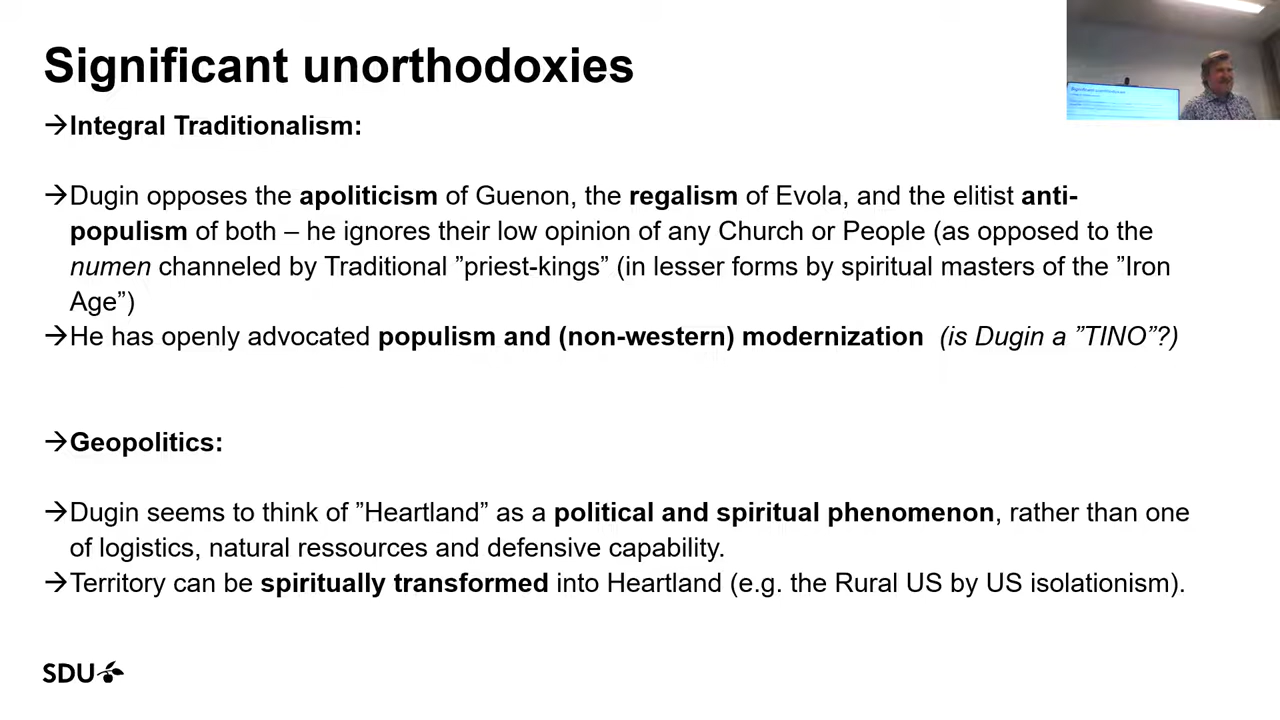 Significant unorthodoxies
→Integral Traditionalism:
→Dugin opposes the apoliticism of Guenon, the regalism of Evola, and the elitist anti-
populism of both – he ignores their low opinion of any Church or People (as opposed to the
numen channeled by Traditional ”priest-kings” (in lesser forms by spiritual masters of the ”Iron
Age”)
→He has openly advocated populism and (non-western) modernization (is Dugin a ”TINO”?)
→Geopolitics:
→Dugin seems to think of ”Heartland” as a political and spiritual phenomenon, rather than one
of logistics, natural ressources and defensive capability.
→Territory can be spiritually transformed into Heartland (e.g. the Rural US by US isolationism).
SDU